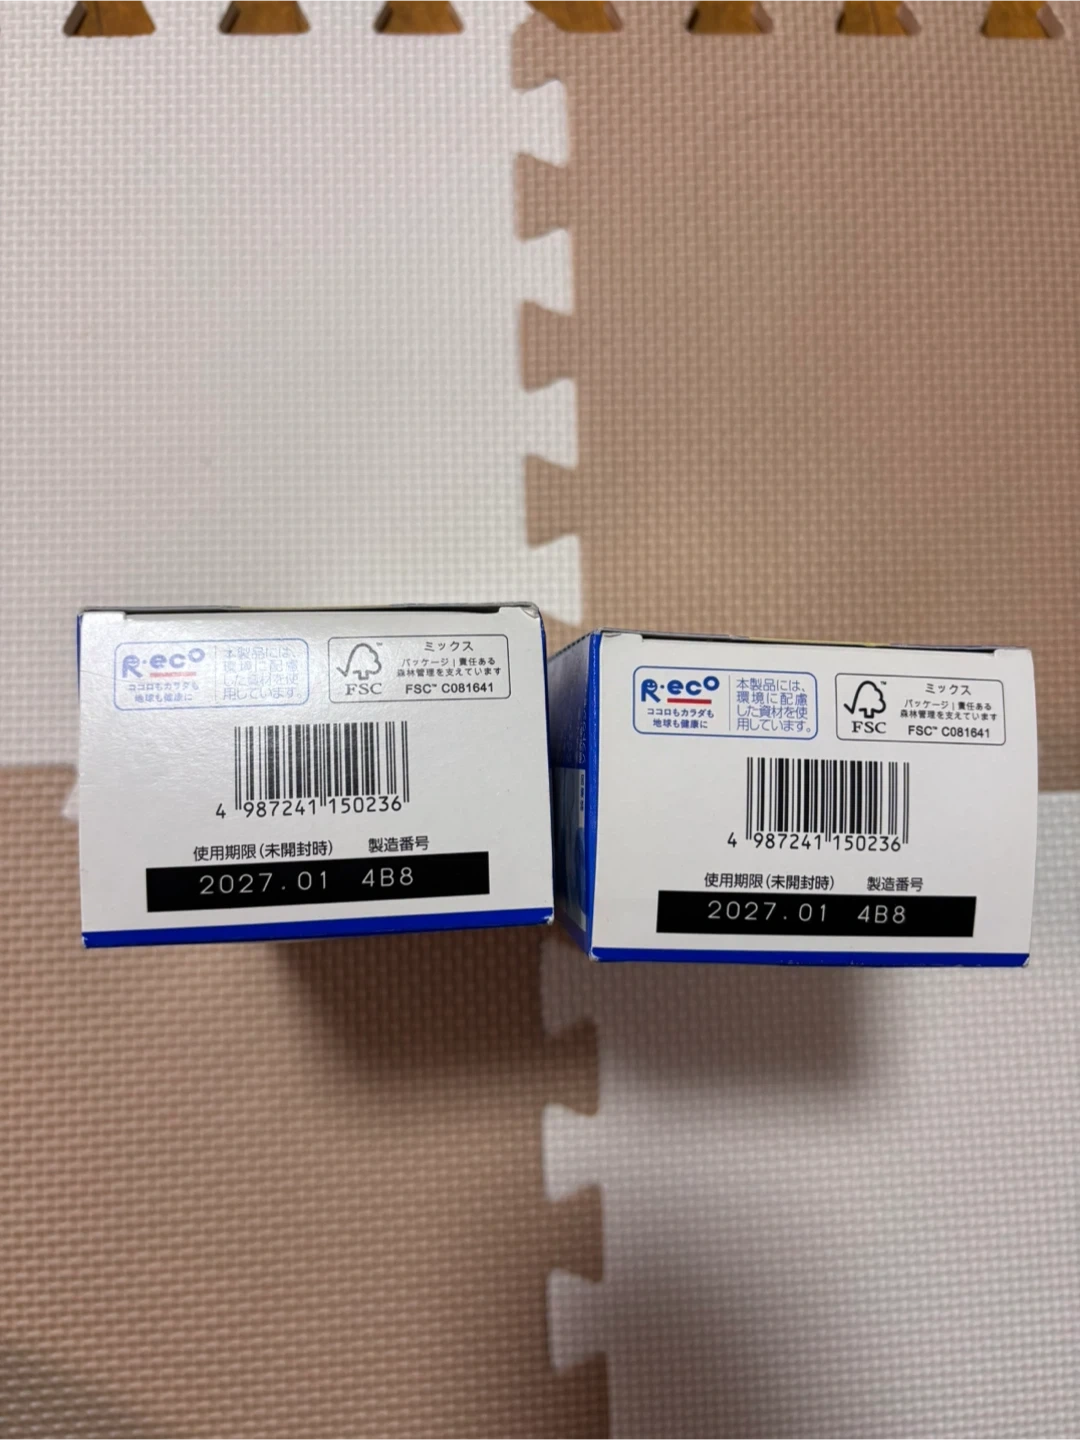 R·eco
ココロもカラダも
地球も健康に
本製品には、
環境に配慮
した資材を使
用しています。
FSC
ミックス
パッケージ|責任ある
森林管理を支えています
FSC™ C081641
4 987241 150236
使用期限(未開封時) 製造番号
2027.01 4B8
R·eco
ココロもカラダも
地球も健康に
本製品には、
環境に配慮
した資材を使
用しています。
FSC
ミックス
パッケージ|責任ある
森林管理を支えています
FSC™ C081641
4 987241 150236
使用期限(未開封時) 製造番号
2027.01 4B8